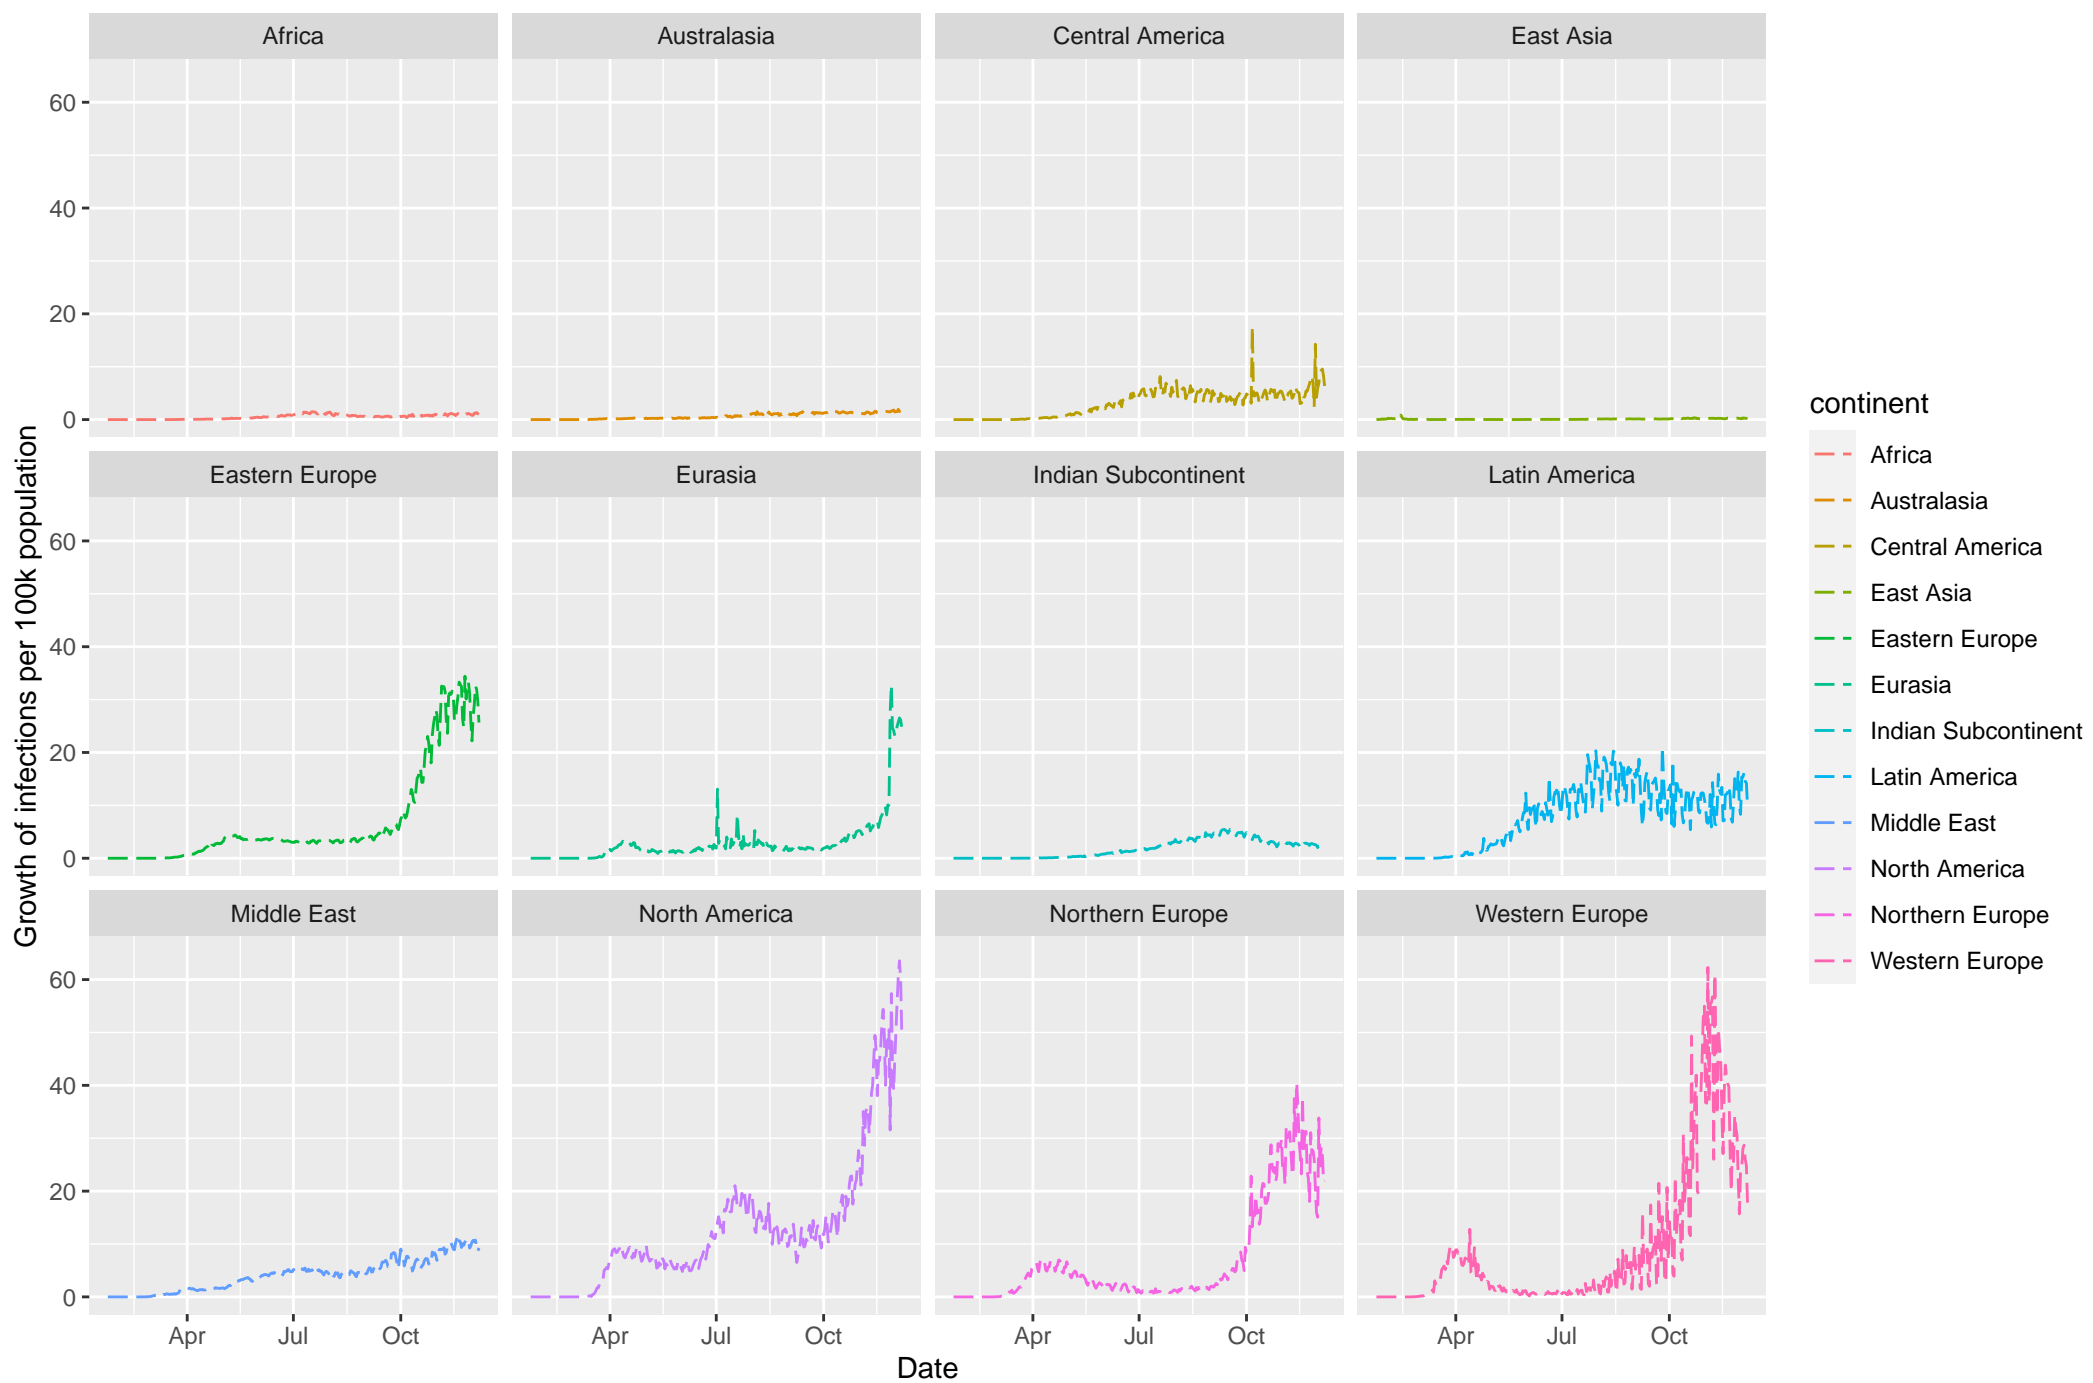 Africa
Australasia
Central America
East Asia
60
40
20
0
Eastern Europe
Eurasia
Indian Subcontinent
Latin America
60
40
20
0
Middle East
North America
Northern Europe
Western Europe
60
40
20
0
Apr
Jul
Oct
Apr
Jul
Oct
Apr
Jul
Oct
Apr
Jul
Oct
Date
Growth of infections per 100k population
continent
Africa
Australasia
Central America
East Asia
Eastern Europe
Eurasia
Indian Subcontinent
Latin America
Middle East
North America
Northern Europe
Western Europe